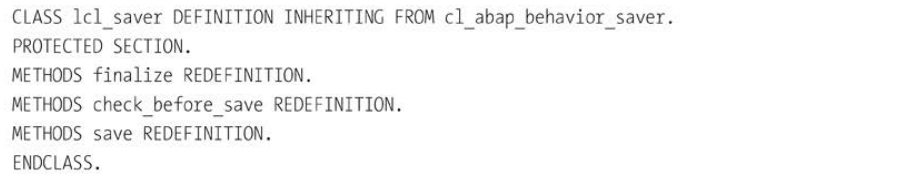 CLASS lcl_saver DEFINITION INHERITING FROM cl_abap_behavior_saver.
PROTECTED SECTION.
METHODS finalize REDEFINITION.
METHODS check_before_save REDEFINITION.
METHODS save REDEFINITION.
ENDCLASS.